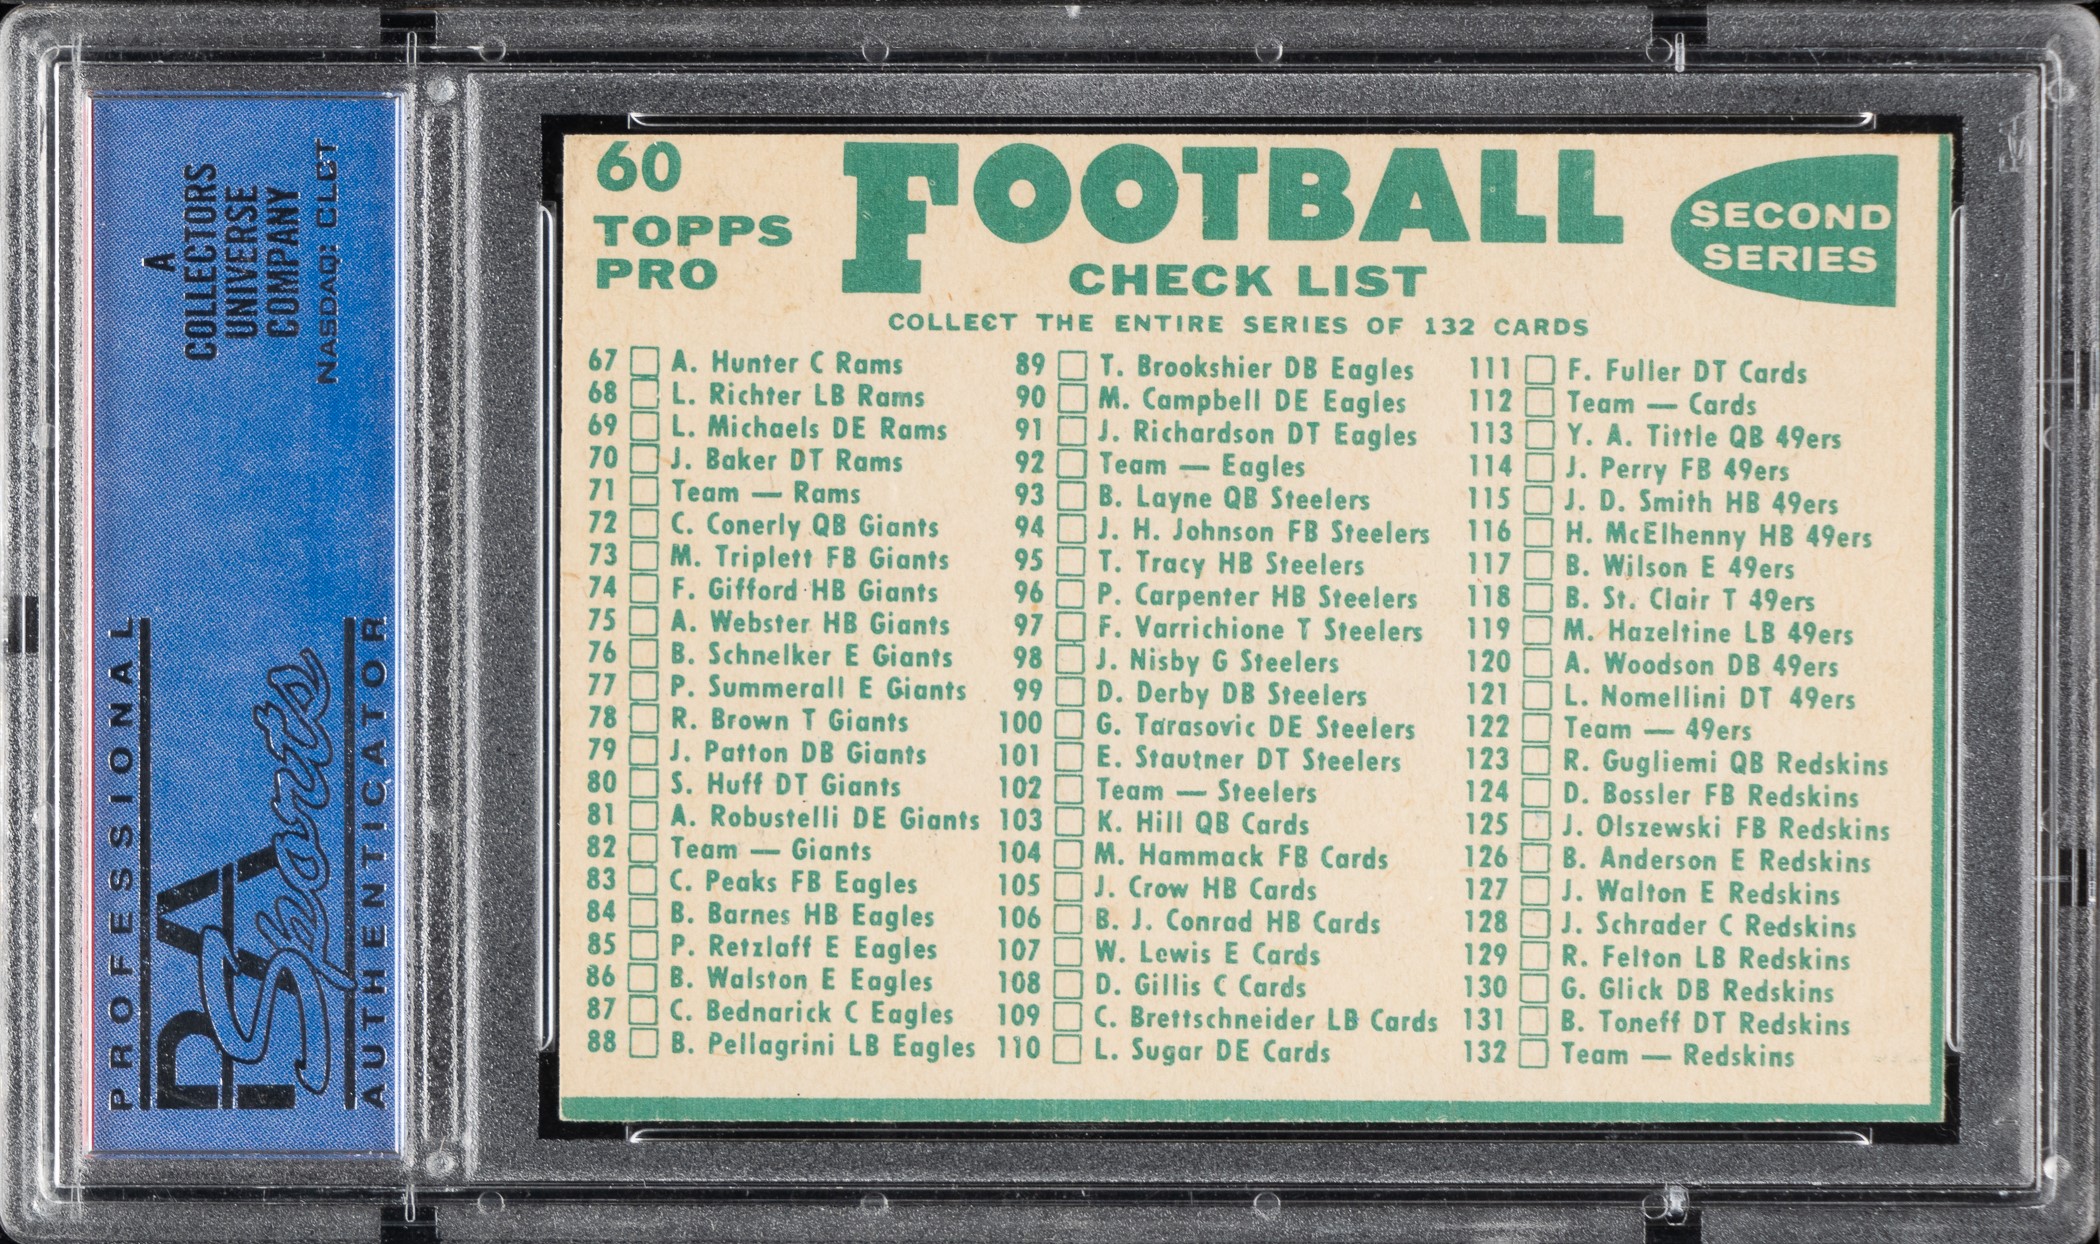 A
COLLECTORS
UNIVERSE
COMPANY
NASDAQ: CLCT
PROFESSIONAL
PSA
Sports
AUTHENTICATOR
60
TOPPS
PRO
FOOTBALL
CHECK LIST
SECOND
SERIES
COLLECT THE ENTIRE SERIES OF 132 CARDS
67 A. Hunter C Rams
68 L. Richter LB Rams
69 L. Michaels DE Rams
70 J. Baker DT Rams
71 Team — Rams
72 C. Conerly QB Giants
73 M. Triplett FB Giants
74 F. Gifford HB Giants
75 A. Webster HB Giants
76 B. Schnelker E Giants
77 P. Summerall E Giants
78 R. Brown T Giants
79 J. Patton DB Giants
80 S. Huff DT Giants
81 A. Robustelli DE Giants
82 Team — Giants
83 C. Peaks FB Eagles
84 B. Barnes HB Eagles
85 P. Retzlaff E Eagles
86 B. Walston E Eagles
87 C. Bednarick C Eagles
88 B. Pellagrini LB Eagles
89 T. Brookshier DB Eagles
90 M. Campbell DE Eagles
91 J. Richardson DT Eagles
92 Team — Eagles
93 B. Layne QB Steelers
94 J. H. Johnson FB Steelers
95 T. Tracy HB Steelers
96 P. Carpenter HB Steelers
97 F. Varrichione T Steelers
98 J. Nisby G Steelers
99 D. Derby DB Steelers
100 G. Tarasovic DE Steelers
101 E. Stautner DT Steelers
102 Team — Steelers
103 K. Hill QB Cards
104 M. Hammack FB Cards
105 J. Crow HB Cards
106 B. J. Conrad HB Cards
107 W. Lewis E Cards
108 D. Gillis C Cards
109 C. Brettschneider LB Cards
110 L. Sugar DE Cards
111 F. Fuller DT Cards
112 Team — Cards
113 Y. A. Tittle QB 49ers
114 J. Perry FB 49ers
115 J. D. Smith HB 49ers
116 H. McElhenny HB 49ers
117 B. Wilson E 49ers
118 B. St. Clair T 49ers
119 M. Hazeltine LB 49ers
120 A. Woodson DB 49ers
121 L. Nomellini DT 49ers
122 Team — 49ers
123 R. Gugliemi QB Redskins
124 D. Bossler FB Redskins
125 J. Olszewski FB Redskins
126 B. Anderson E Redskins
127 J. Walton E Redskins
128 J. Schrader C Redskins
129 R. Felton LB Redskins
130 G. Glick DB Redskins
131 B. Toneff DT Redskins
132 Team — Redskins